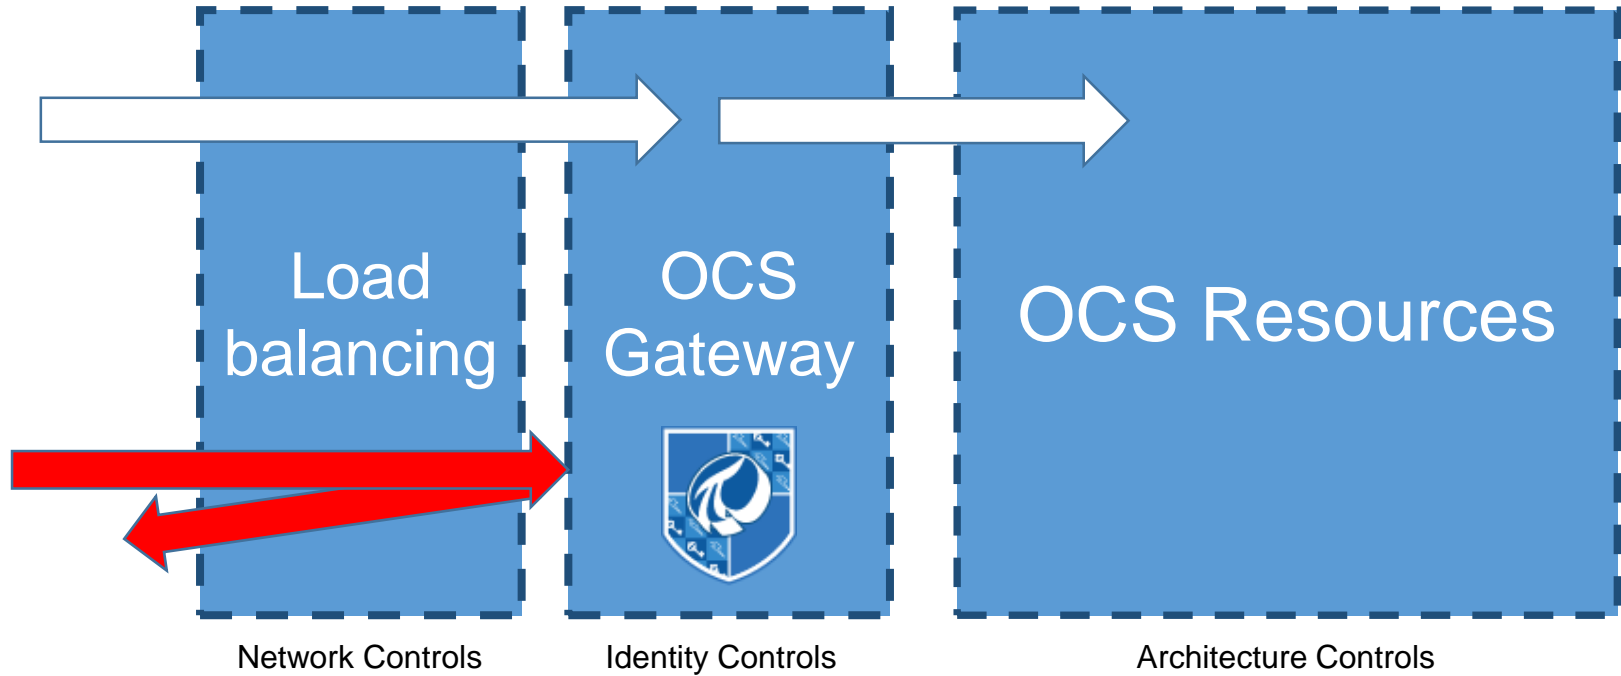 Load
balancing
OCS
Gateway
OCS Resources
Network Controls
Identity Controls
Architecture Controls